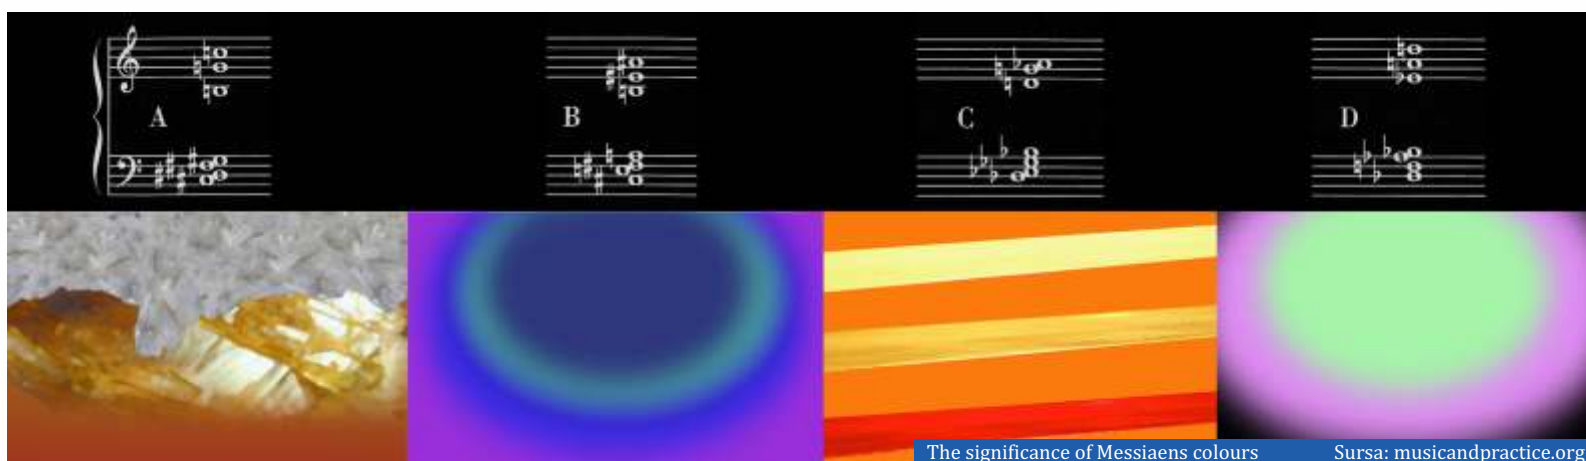 A
B
C
D
The significance of Messiaens colours
Sursa: musicandpractice.org